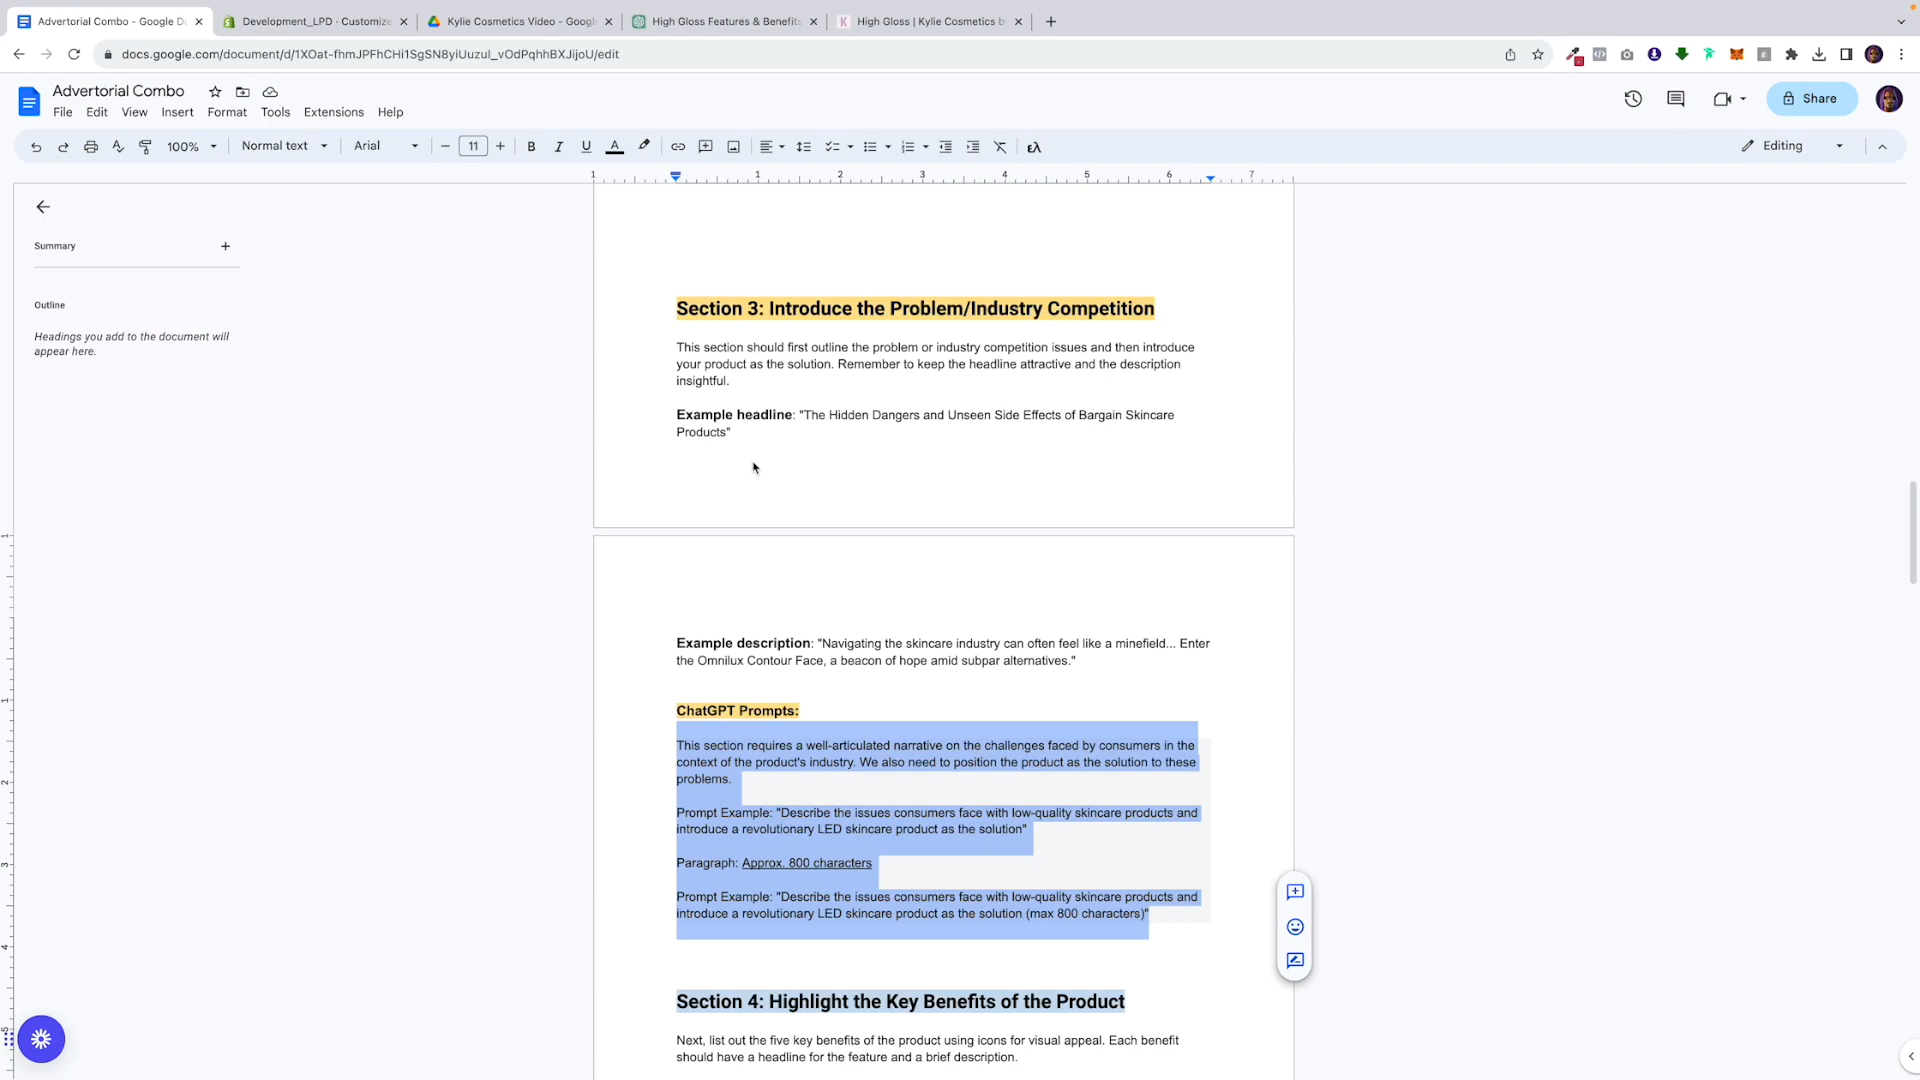 Advertorial Combo - Google Do
Development_LPD · Customize
Kylie Cosmetics Video - Google
High Gloss Features & Benefits
High Gloss | Kylie Cosmetics b
docs.google.com/document/d/1XOat-fhmJPFhCHi1SgSN8yiUuzuI_vOdPqhhBXJijoU/edit
Advertorial Combo
File Edit View Insert Format Tools Extensions Help
Share
100% Normal text Arial 11 Editing
1 1 2 3 4 5 6 7
Summary
Outline
Headings you add to the document will
appear here.
Section 3: Introduce the Problem/Industry Competition
This section should first outline the problem or industry competition issues and then introduce
your product as the solution. Remember to keep the headline attractive and the description
insightful.
Example headline: "The Hidden Dangers and Unseen Side Effects of Bargain Skincare
Products"
Example description: "Navigating the skincare industry can often feel like a minefield... Enter
the Omnilux Contour Face, a beacon of hope amid subpar alternatives."
ChatGPT Prompts:
This section requires a well-articulated narrative on the challenges faced by consumers in the
context of the product's industry. We also need to position the product as the solution to these
problems.
Prompt Example: "Describe the issues consumers face with low-quality skincare products and
introduce a revolutionary LED skincare product as the solution"
Paragraph: Approx. 800 characters
Prompt Example: "Describe the issues consumers face with low-quality skincare products and
introduce a revolutionary LED skincare product as the solution (max 800 characters)"
Section 4: Highlight the Key Benefits of the Product
Next, list out the five key benefits of the product using icons for visual appeal. Each benefit
should have a headline for the feature and a brief description.